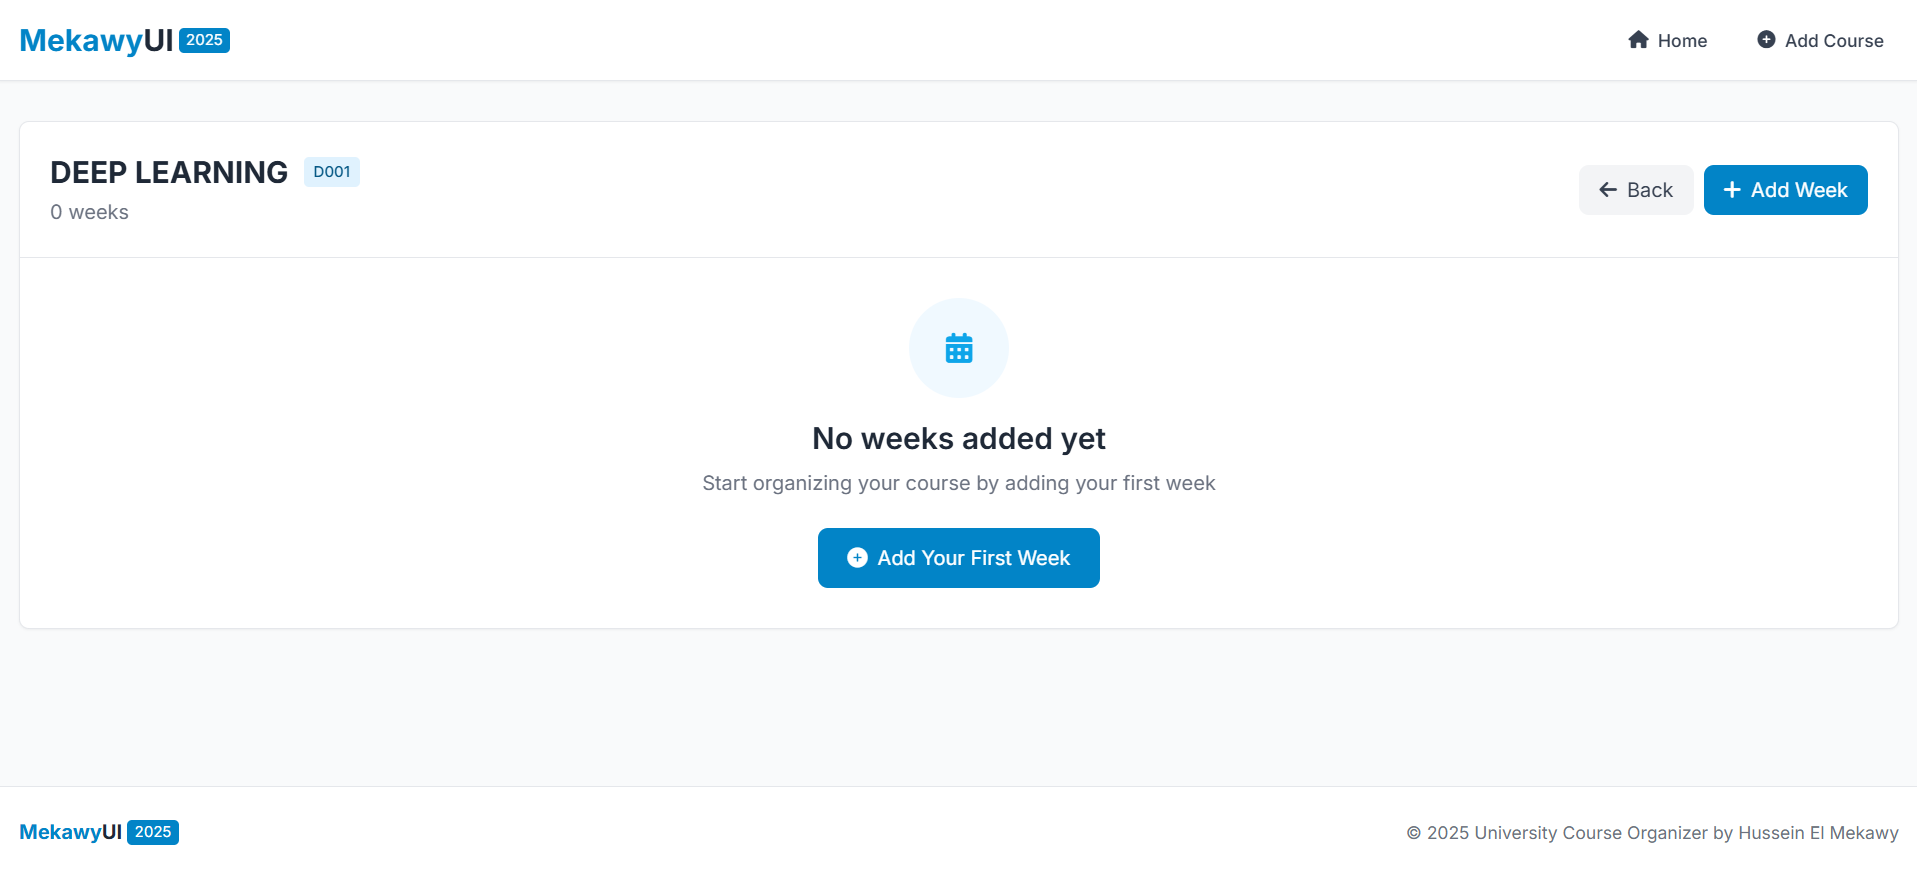 MekawyUI 2025
Home
Add Course
DEEP LEARNING D001
0 weeks
Back
Add Week
No weeks added yet
Start organizing your course by adding your first week
Add Your First Week
MekawyUI 2025
© 2025 University Course Organizer by Hussein El Mekawy